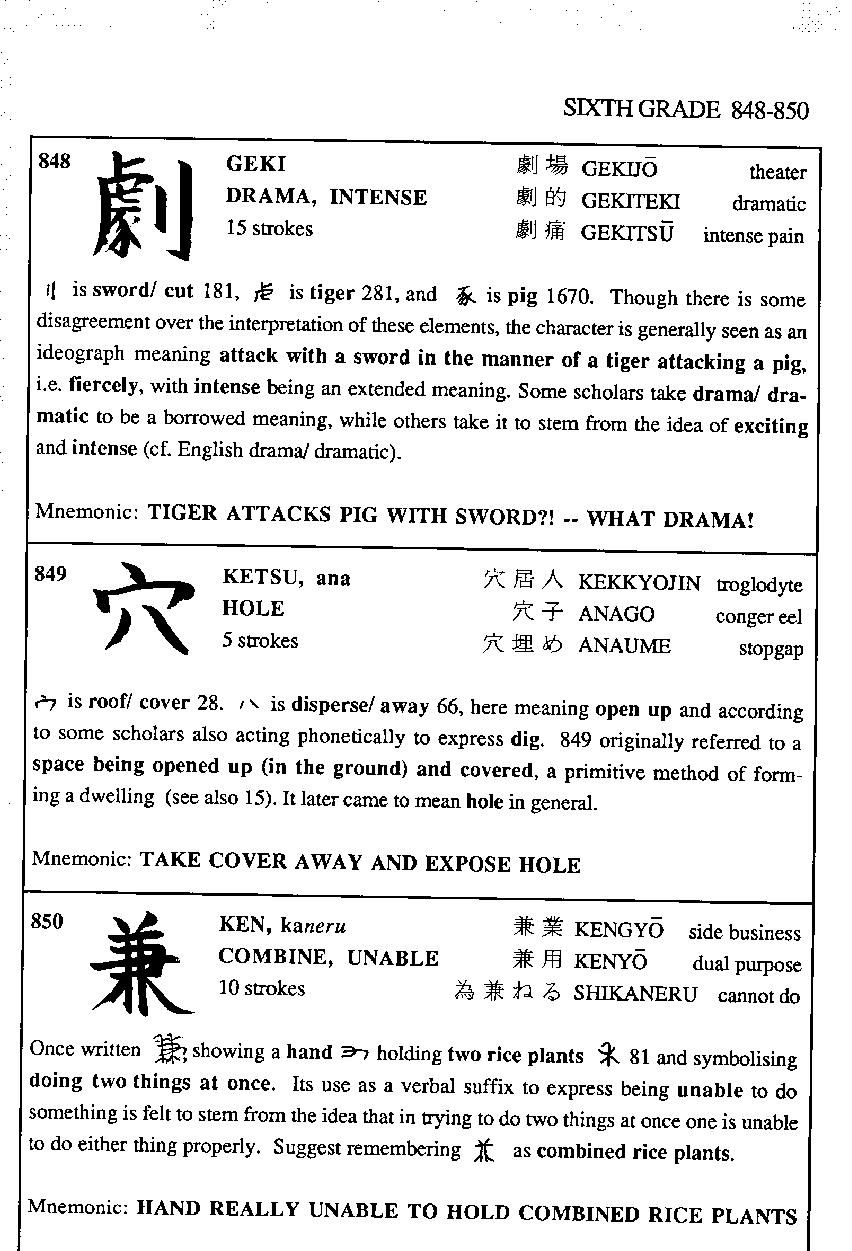 SIXTH GRADE 848-850
848 劇 GEKI 劇場 GEKIJŌ theater
DRAMA, INTENSE 劇的 GEKITEKI dramatic
15 strokes 劇痛 GEKITSŪ intense pain
刂 is sword/ cut 181, 虍 is tiger 281, and 豕 is pig 1670. Though there is some
disagreement over the interpretation of these elements, the character is generally seen as an
ideograph meaning attack with a sword in the manner of a tiger attacking a pig,
i.e. fiercely, with intense being an extended meaning. Some scholars take drama/ dra-
matic to be a borrowed meaning, while others take it to stem from the idea of exciting
and intense (cf. English drama/ dramatic).
Mnemonic: TIGER ATTACKS PIG WITH SWORD?! -- WHAT DRAMA!
849 穴 KETSU, ana 穴居人 KEKKYOJIN troglodyte
HOLE 穴子 ANAGO conger eel
5 strokes 穴埋め ANAUME stopgap
宀 is roof/ cover 28. 八 is disperse/ away 66, here meaning open up and according
to some scholars also acting phonetically to express dig. 849 originally referred to a
space being opened up (in the ground) and covered, a primitive method of form-
ing a dwelling (see also 15). It later came to mean hole in general.
Mnemonic: TAKE COVER AWAY AND EXPOSE HOLE
850 兼 KEN, kaneru 兼業 KENGYŌ side business
COMBINE, UNABLE 兼用 KENYŌ dual purpose
10 strokes 為兼ねる SHIKANERU cannot do
Once written showing a hand holding two rice plants 81 and symbolising
doing two things at once. Its use as a verbal suffix to express being unable to do
something is felt to stem from the idea that in trying to do two things at once one is unable
to do either thing properly. Suggest remembering as combined rice plants.
Mnemonic: HAND REALLY UNABLE TO HOLD COMBINED RICE PLANTS